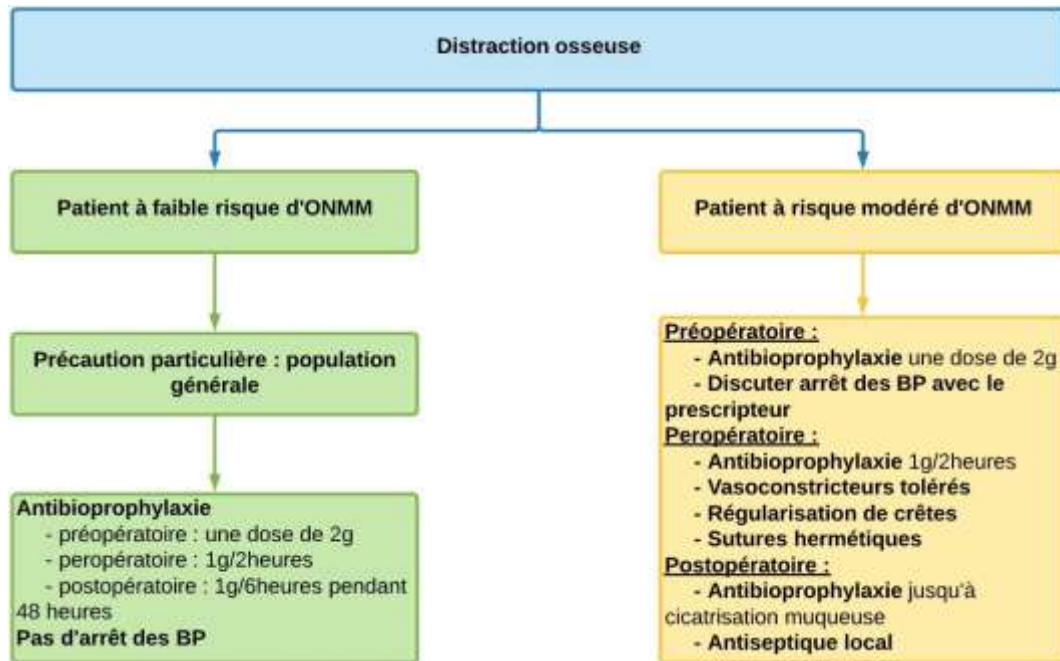 Distraction osseuse
Patient à faible risque d'ONMM
Précaution particulière : population
générale
Antibioprophylaxie
- préopératoire : une dose de 2g
- peropératoire : 1g/2heures
- postopératoire : 1g/6heures pendant
48 heures
Pas d'arrêt des BP
Patient à risque modéré d'ONMM
Préopératoire :
- Antibioprophylaxie une dose de 2g
- Discuter arrêt des BP avec le
prescripteur
Peropératoire :
- Antibioprophylaxie 1g/2heures
- Vasoconstricteurs tolérés
- Régularisation de crêtes
- Sutures hermétiques
Postopératoire :
- Antibioprophylaxie jusqu'à
cicatrisation muqueuse
- Antiseptique local